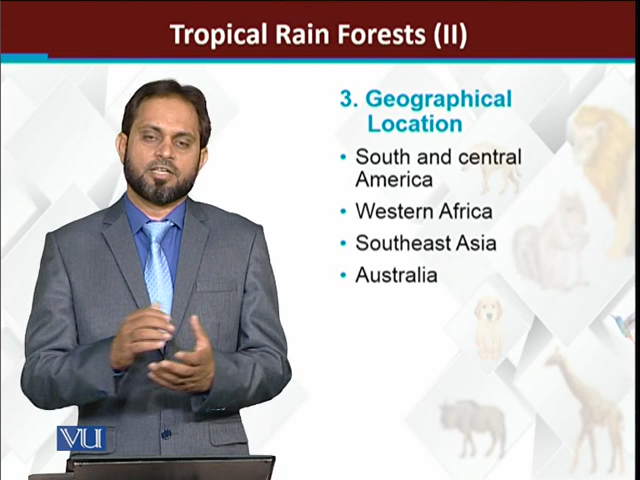 Tropical Rain Forests (II)
3. Geographical
Location
• South and central
America
• Western Africa
• Southeast Asia
• Australia
VU